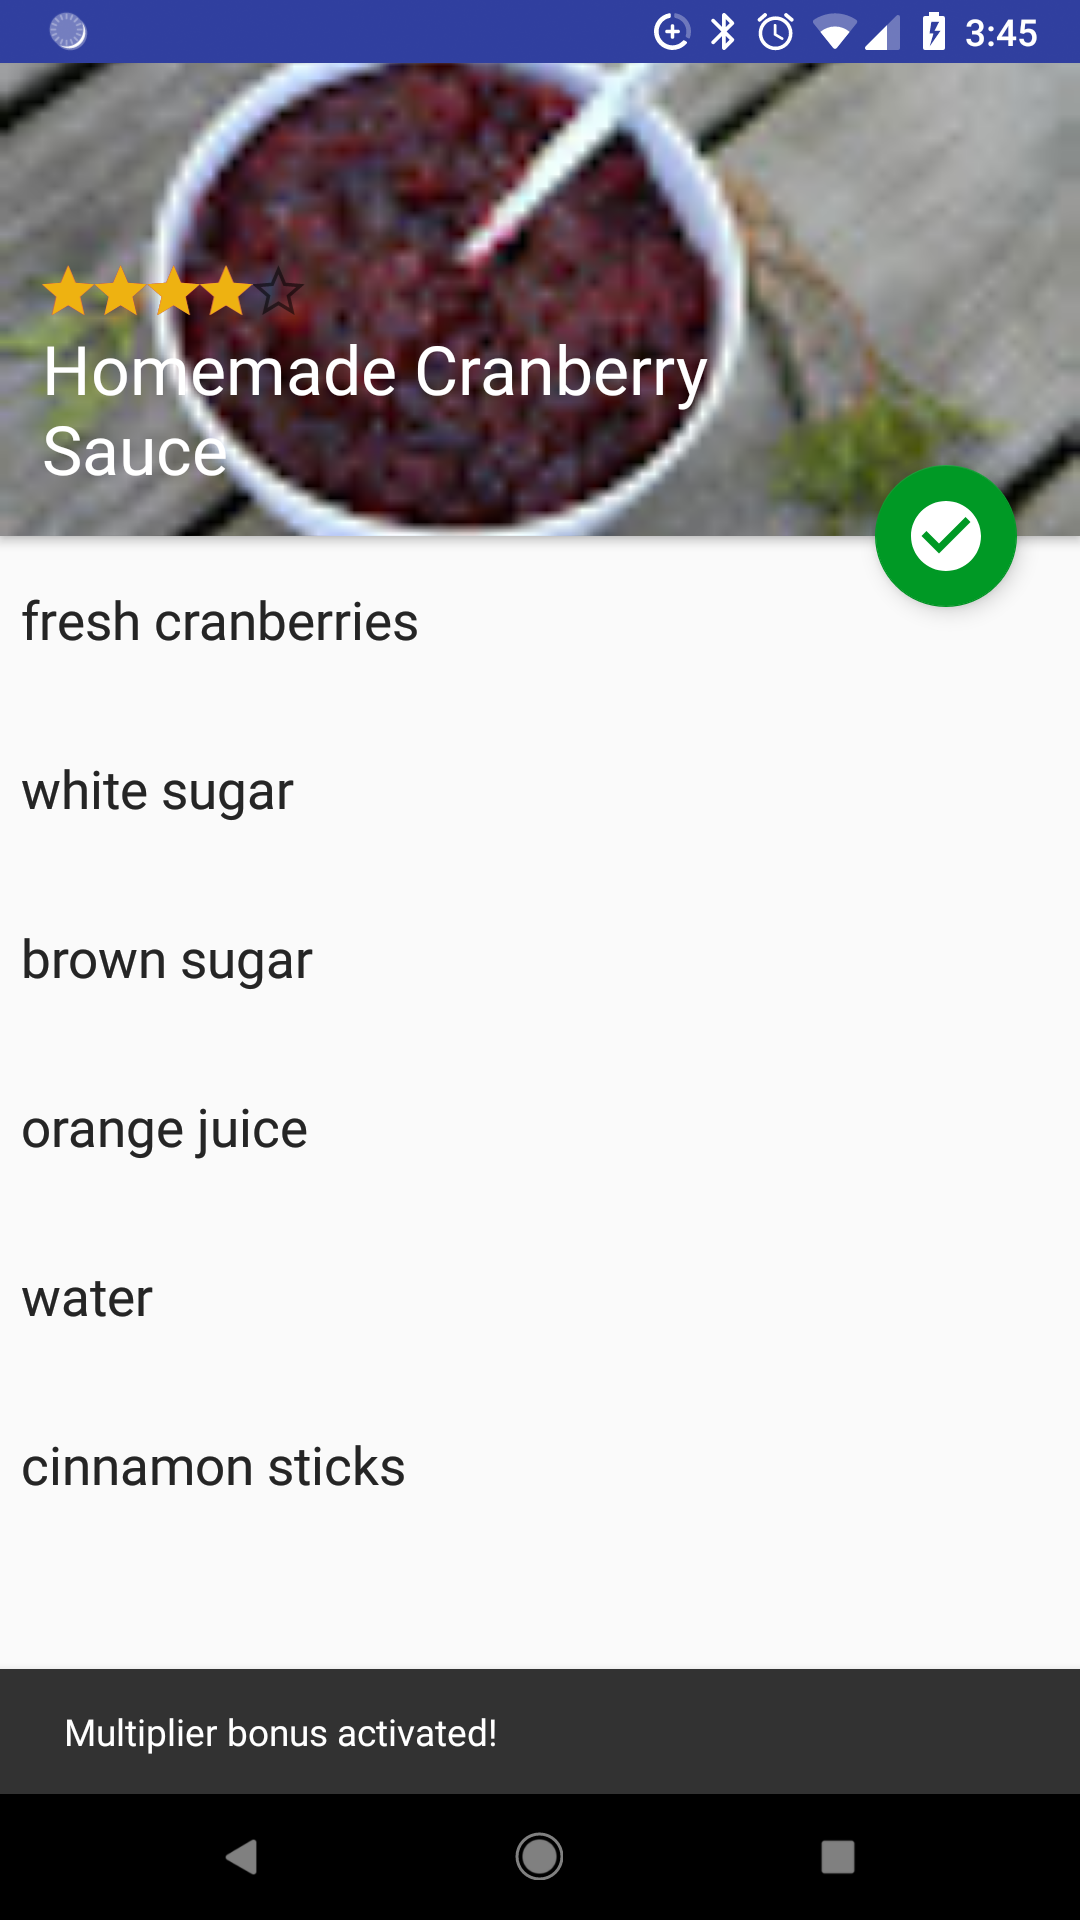 3:45
Homemade Cranberry
Sauce
fresh cranberries
white sugar
brown sugar
orange juice
water
cinnamon sticks
Multiplier bonus activated!